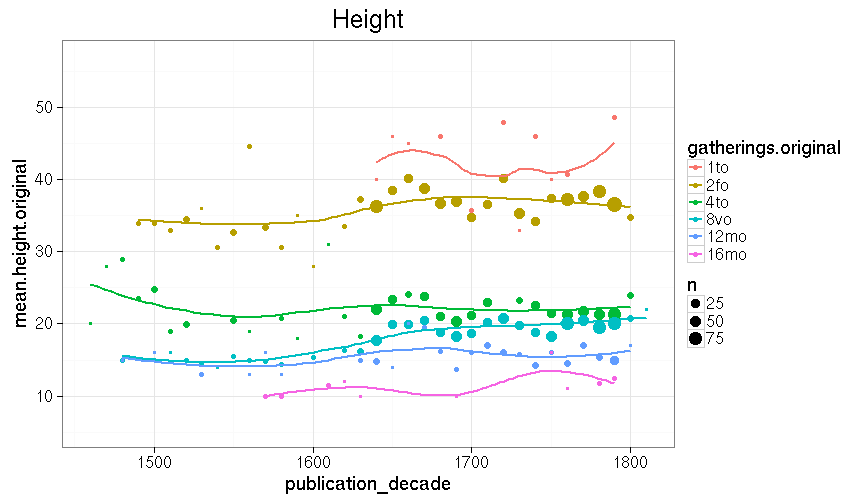 Height
mean.height.original
50
40
30
20
10
1500
1600
1700
1800
publication_decade
gatherings.original
1to
2fo
4to
8vo
12mo
16mo
n
25
50
75